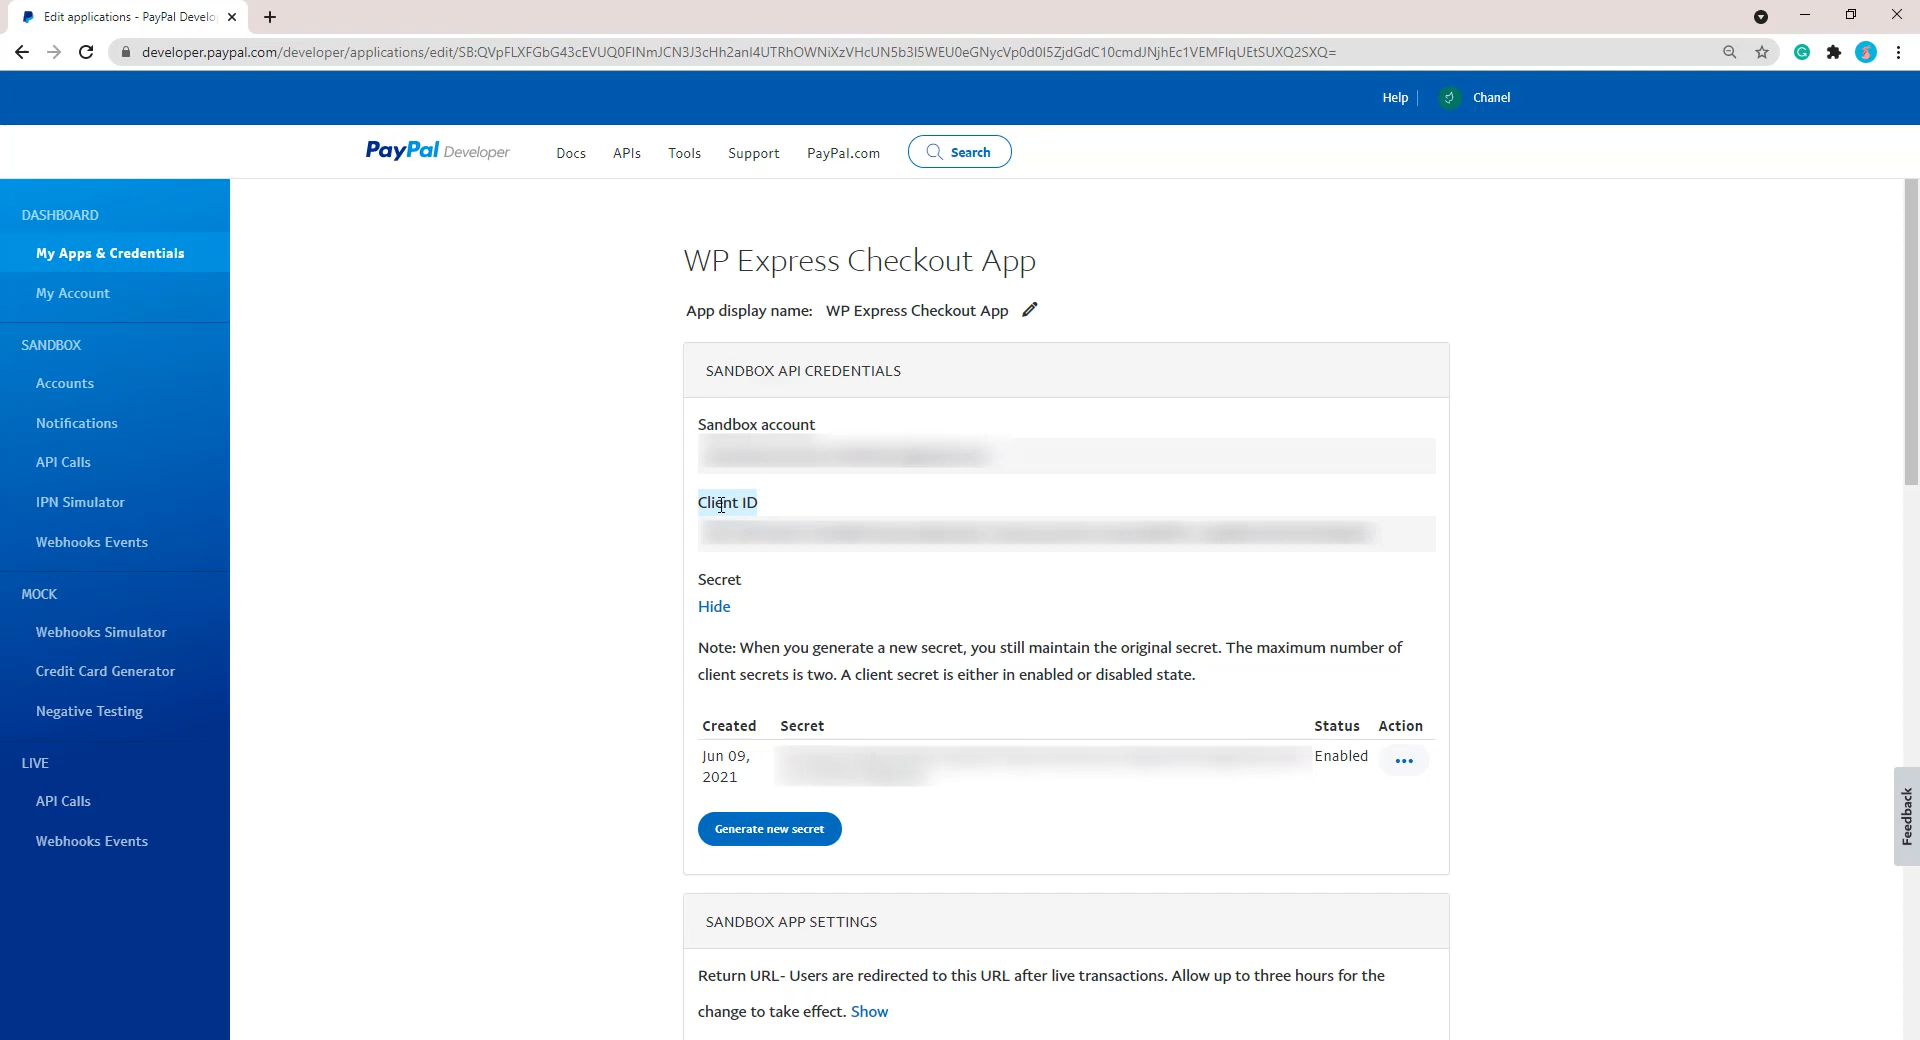 Edit applications - PayPal Develo
developer.paypal.com/developer/applications/edit/SB:QVpFLXFGbG43cEVUQ0FINmJCN3J3cHh2anI4UTRhOWNiXzVHcUN5b3I5WEU0eGNycVp0d0I5ZjdGdC10cmdJNjhEc1VEMFlqUEtSUXQ2SXQ=
Help | Chanel
PayPal Developer Docs APIs Tools Support PayPal.com Search
DASHBOARD
My Apps & Credentials
My Account
SANDBOX
Accounts
Notifications
API Calls
IPN Simulator
Webhooks Events
MOCK
Webhooks Simulator
Credit Card Generator
Negative Testing
LIVE
API Calls
Webhooks Events
WP Express Checkout App
App display name: WP Express Checkout App
SANDBOX API CREDENTIALS
Sandbox account
Client ID
Secret
Hide
Note: When you generate a new secret, you still maintain the original secret. The maximum number of
client secrets is two. A client secret is either in enabled or disabled state.
Created Secret Status Action
Jun 09, Enabled
2021
Generate new secret
SANDBOX APP SETTINGS
Return URL- Users are redirected to this URL after live transactions. Allow up to three hours for the
change to take effect. Show
Feedback